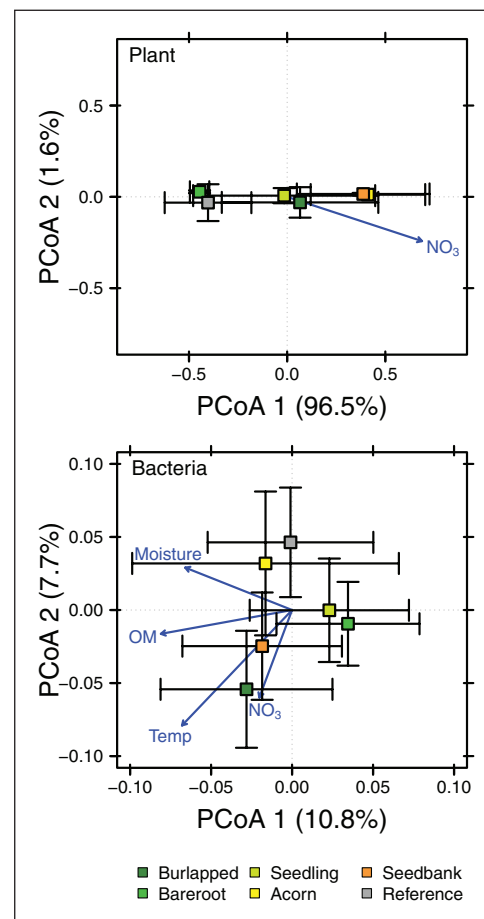 Plant
PCoA 2 (1.6%)
0.5
0.0
−0.5
NO3
−0.5
0.0
0.5
PCoA 1 (96.5%)
Bacteria
PCoA 2 (7.7%)
0.10
0.05
0.00
−0.05
−0.10
Moisture
OM
Temp
NO3
−0.10
−0.05
0.00
0.05
0.10
PCoA 1 (10.8%)
Burlapped
Seedling
Seedbank
Bareroot
Acorn
Reference